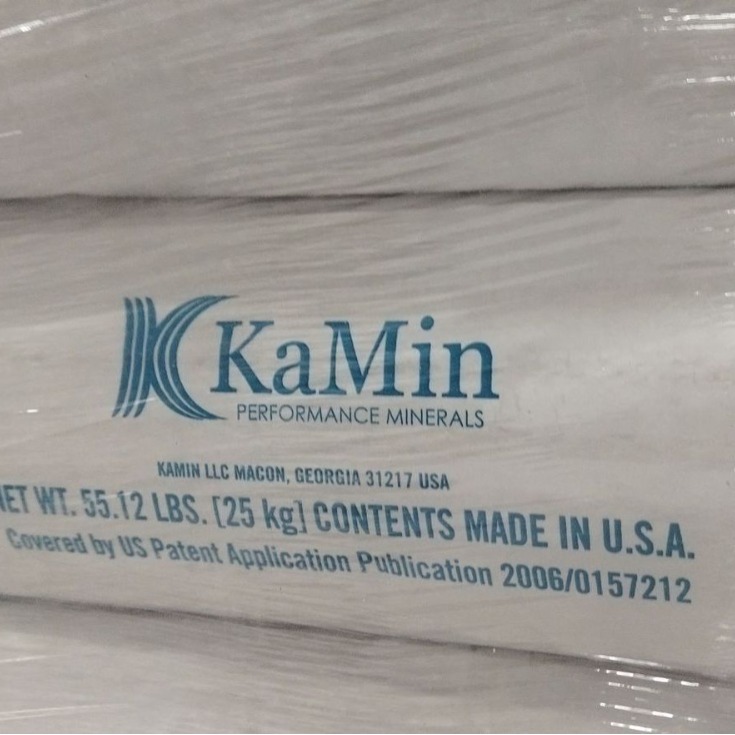 KaMin
PERFORMANCE MINERALS
KAMIN LLC MACON, GEORGIA 31217 USA
NET WT. 55.12 LBS. [25 kg] CONTENTS MADE IN U.S.A.
Covered by US Patent Application Publication 2006/0157212